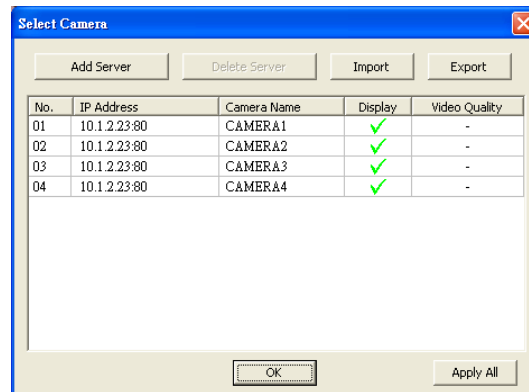 Select Camera
Add Server Delete Server Import Export
No. IP Address Camera Name Display Video Quality
01 10.1.2.23:80 CAMERA1 -
02 10.1.2.23:80 CAMERA2 -
03 10.1.2.23:80 CAMERA3 -
04 10.1.2.23:80 CAMERA4 -
OK Apply All